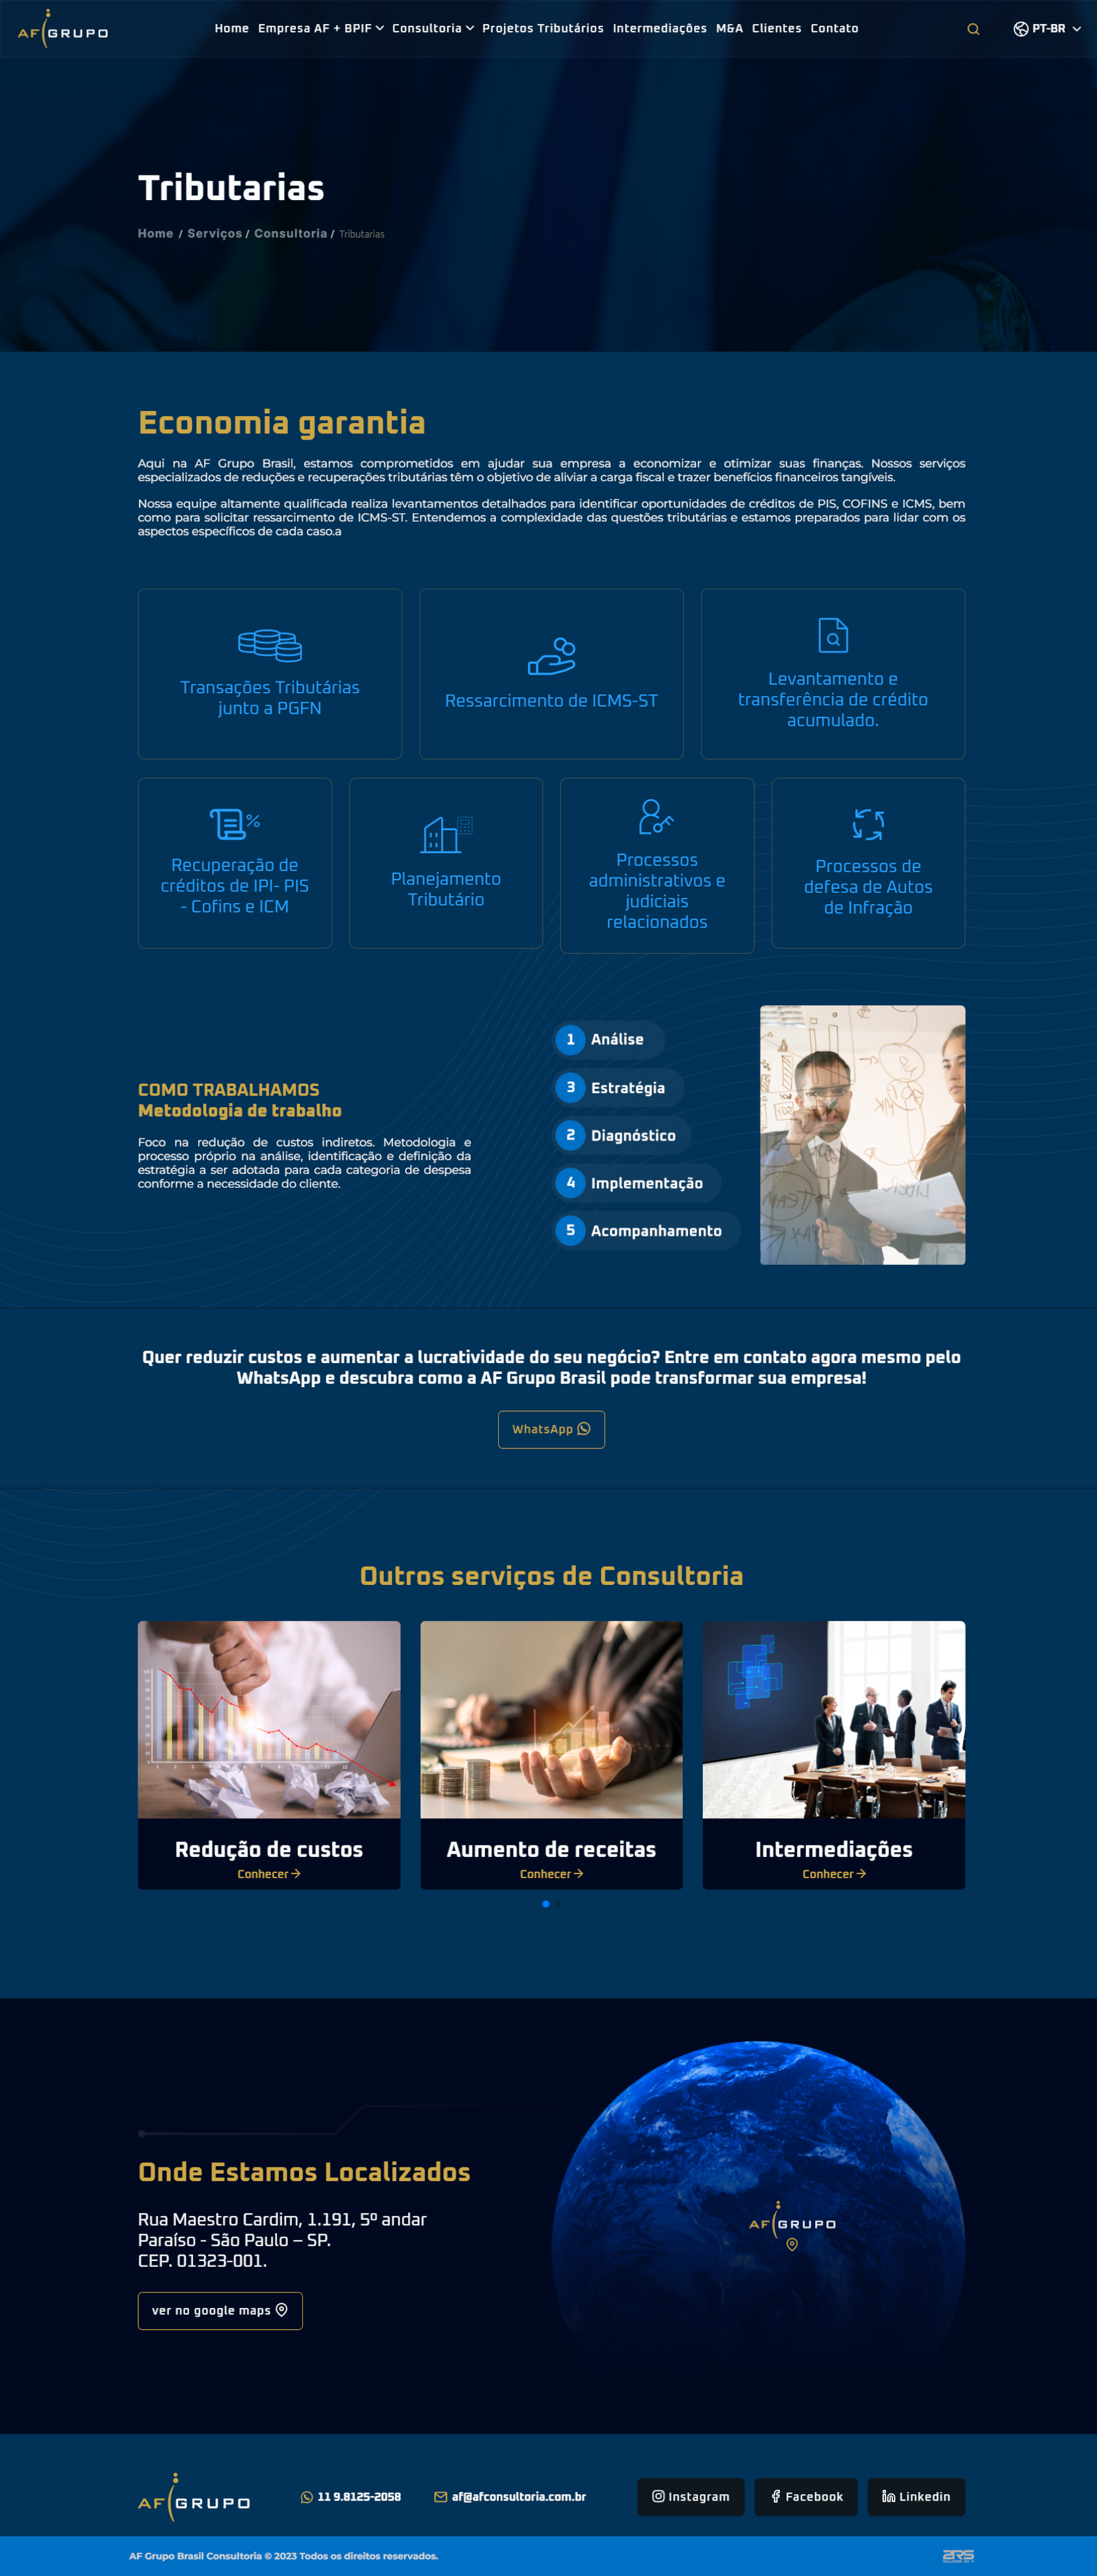 AF GRUPO
Home Empresa AF + BPIF Consultoria Projetos Tributários Intermediações M&A Clientes Contato
PT-BR
Tributarias
Home / Serviços / Consultoria / Tributarias
Economia garantia
Aqui na AF Grupo Brasil, estamos comprometidos em ajudar sua empresa a economizar e otimizar suas finanças. Nossos serviços
especializados de reduções e recuperações tributárias têm o objetivo de aliviar a carga fiscal e trazer benefícios financeiros tangíveis.
Nossa equipe altamente qualificada realiza levantamentos detalhados para identificar oportunidades de créditos de PIS, COFINS e ICMS, bem
como para solicitar ressarcimento de ICMS-ST. Entendemos a complexidade das questões tributárias e estamos preparados para lidar com os
aspectos específicos de cada caso.a
Transações Tributárias
junto a PGFN
Ressarcimento de ICMS-ST
Levantamento e
transferência de crédito
acumulado.
Recuperação de
créditos de IPI- PIS
- Cofins e ICM
Planejamento
Tributário
Processos
administrativos e
judiciais
relacionados
Processos de
defesa de Autos
de Infração
COMO TRABALHAMOS
Metodologia de trabalho
Foco na redução de custos indiretos. Metodologia e
processo próprio na análise, identificação e definição da
estratégia a ser adotada para cada categoria de despesa
conforme a necessidade do cliente.
1 Análise
3 Estratégia
2 Diagnóstico
4 Implementação
5 Acompanhamento
Quer reduzir custos e aumentar a lucratividade do seu negócio? Entre em contato agora mesmo pelo
WhatsApp e descubra como a AF Grupo Brasil pode transformar sua empresa!
WhatsApp
Outros serviços de Consultoria
Redução de custos
Conhecer
Aumento de receitas
Conhecer
Intermediações
Conhecer
Onde Estamos Localizados
Rua Maestro Cardim, 1.191, 5º andar
Paraíso - São Paulo – SP.
CEP. 01323-001.
ver no google maps
AF GRUPO
AF GRUPO
11 9.8125-2058
af@afconsultoria.com.br
Instagram
Facebook
Linkedin
AF Grupo Brasil Consultoria © 2023 Todos os direitos reservados.
2RS